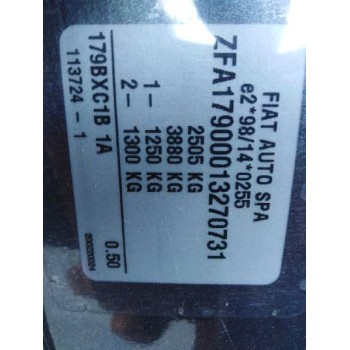 FIAT AUTO SPA
e2*98/14*0255
ZFA17900013270731
2505 KG
3880 KG
1– 1250 KG
2– 1300 KG
179BXC1B 1A 0.50
113724 – 1